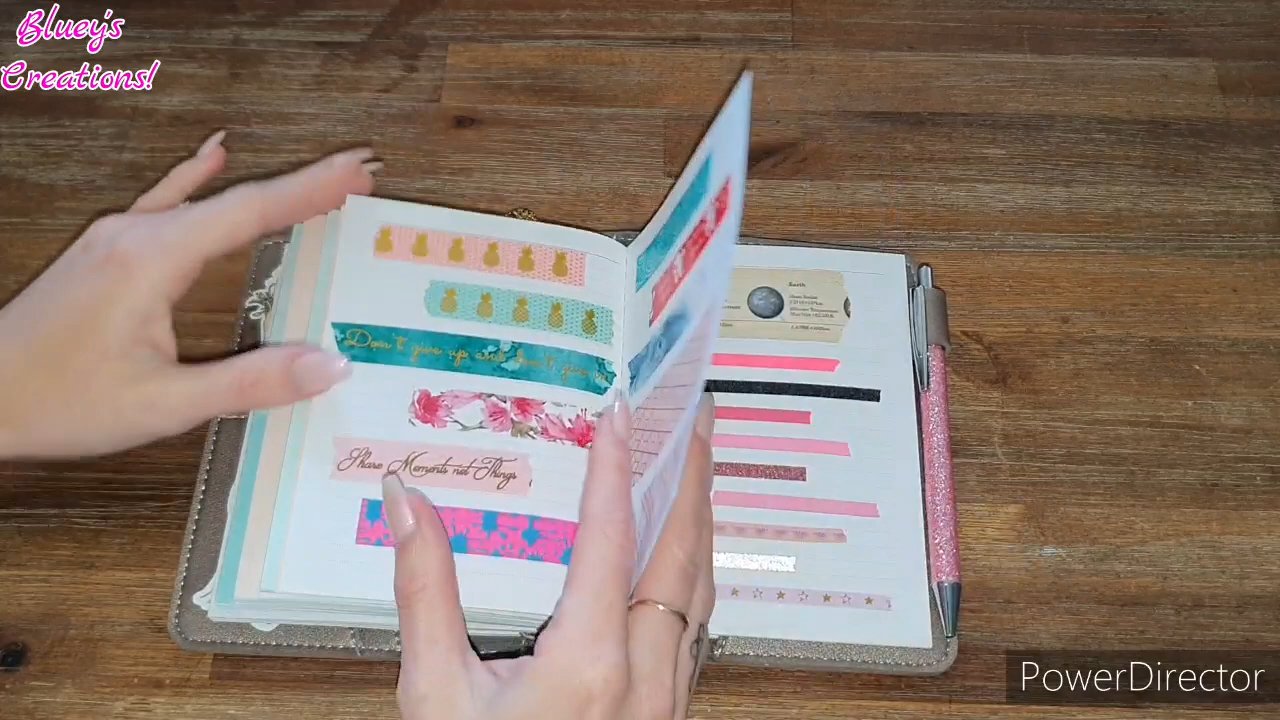 Bluey's
Creations!
Don't give up and don't give
Share Moments not Things
Earth
PowerDirector